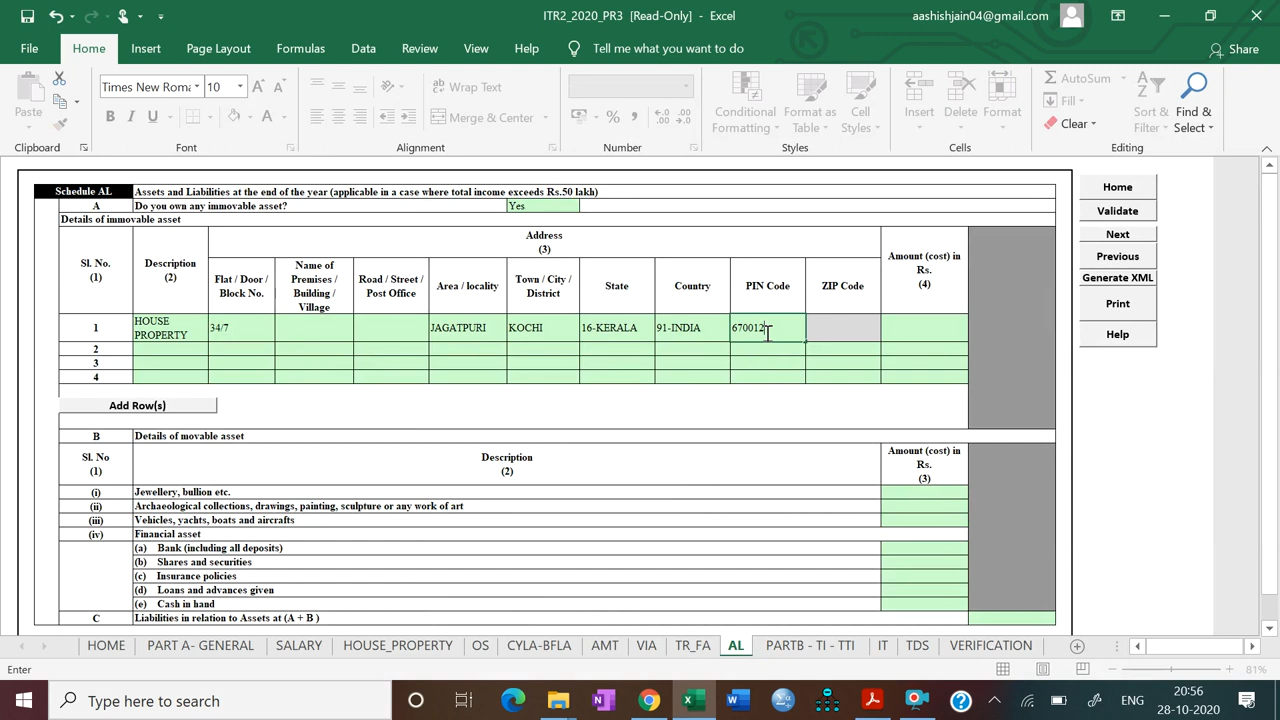 ITR2_2020_PR3 [Read-Only] - Excel
aashishjain04@gmail.com
File Home Insert Page Layout Formulas Data Review View Help Tell me what you want to do Share
Paste
Clipboard
Times New Roma 10
B I U
Font
Wrap Text
Merge & Center
Alignment
Number
Conditional Formatting
Format as Table
Cell Styles
Styles
Insert Delete Format
Cells
AutoSum
Fill
Clear
Sort & Filter
Find & Select
Editing
Schedule AL Assets and Liabilities at the end of the year (applicable in a case where total income exceeds Rs.50 lakh)
A Do you own any immovable asset? Yes
Details of immovable asset
Sl. No. (1)
Description (2)
Address (3)
Amount (cost) in Rs. (4)
Flat / Door / Block No.
Name of Premises / Building / Village
Road / Street / Post Office
Area / locality
Town / City / District
State
Country
PIN Code
ZIP Code
1 HOUSE PROPERTY 34/7 JAGATPURI KOCHI 16-KERALA 91-INDIA 670012
2
3
4
Add Row(s)
B Details of movable asset
Sl. No (1)
Description (2)
Amount (cost) in Rs. (3)
(i) Jewellery, bullion etc.
(ii) Archaeological collections, drawings, painting, sculpture or any work of art
(iii) Vehicles, yachts, boats and aircrafts
(iv) Financial asset
(a) Bank (including all deposits)
(b) Shares and securities
(c) Insurance policies
(d) Loans and advances given
(e) Cash in hand
C Liabilities in relation to Assets at (A + B )
Home
Validate
Next
Previous
Generate XML
Print
Help
HOME PART A- GENERAL SALARY HOUSE_PROPERTY OS CYLA-BFLA AMT VIA TR_FA AL PARTB - TI - TTI IT TDS VERIFICATION
Enter
81%
Type here to search
ENG
20:56
28-10-2020